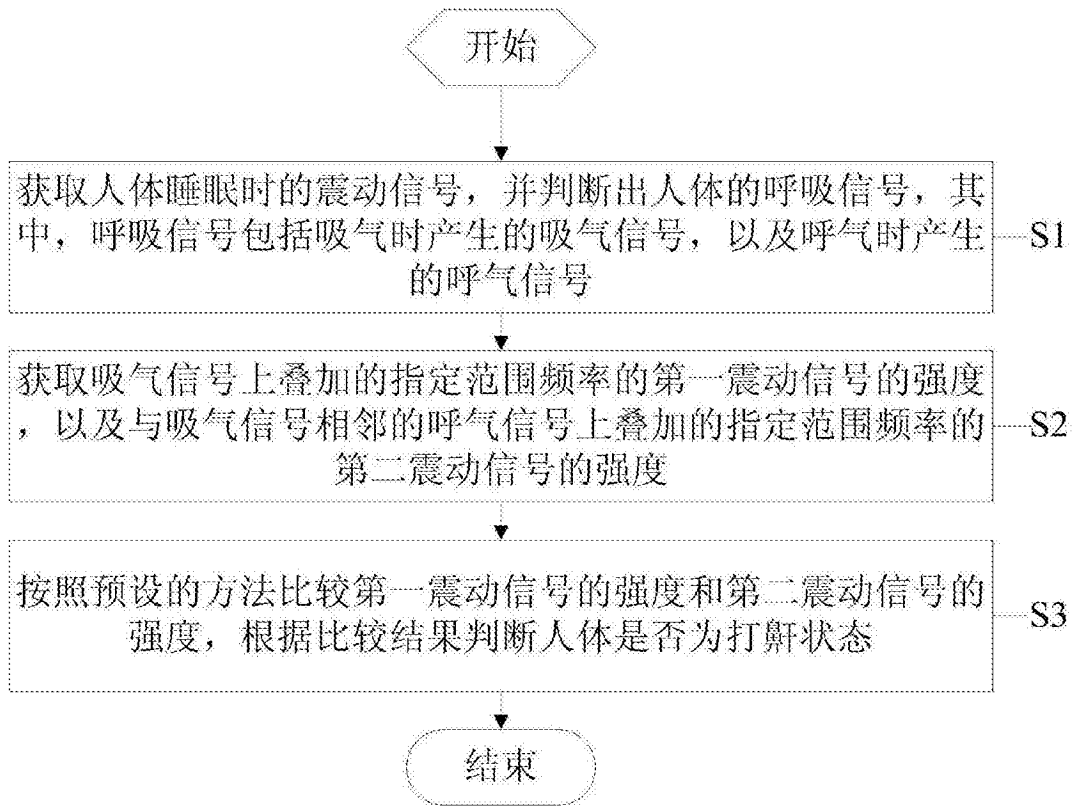 开始
获取人体睡眠时的震动信号，并判断出人体的呼吸信号，其
中，呼吸信号包括吸气时产生的吸气信号，以及呼气时产生
的呼气信号
S1
获取吸气信号上叠加的指定范围频率的第一震动信号的强度
，以及与吸气信号相邻的呼气信号上叠加的指定范围频率的
第二震动信号的强度
S2
按照预设的方法比较第一震动信号的强度和第二震动信号的
强度，根据比较结果判断人体是否为打鼾状态
S3
结束